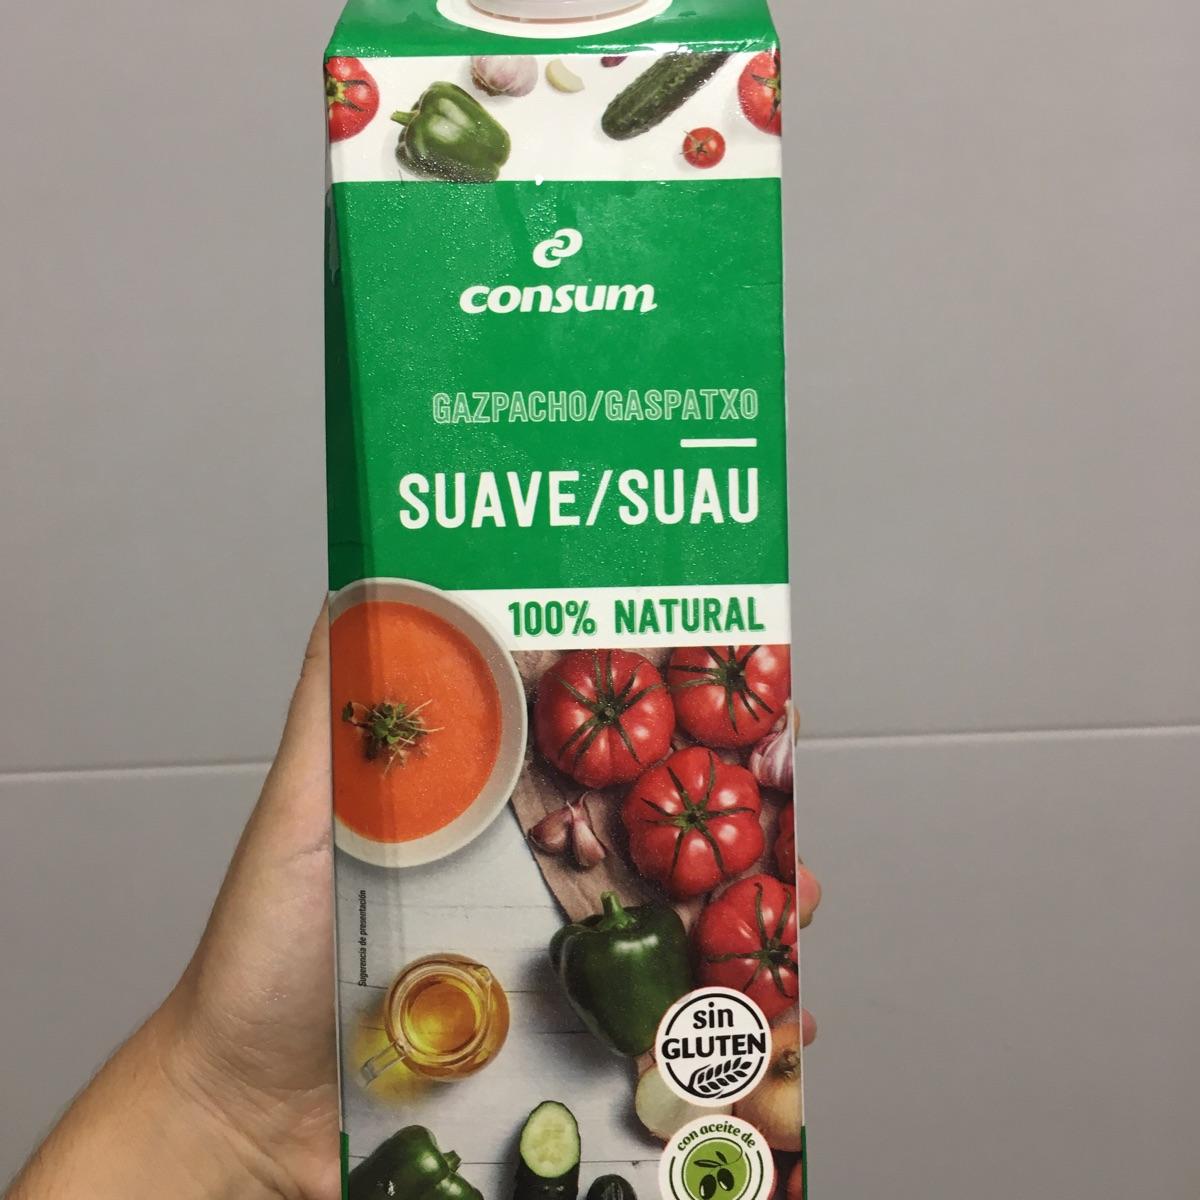 consum
GAZPACHO/GASPATXO
SUAVE/SUAU
100% NATURAL
Sugerencia de presentación
sin
GLUTEN
con aceite de